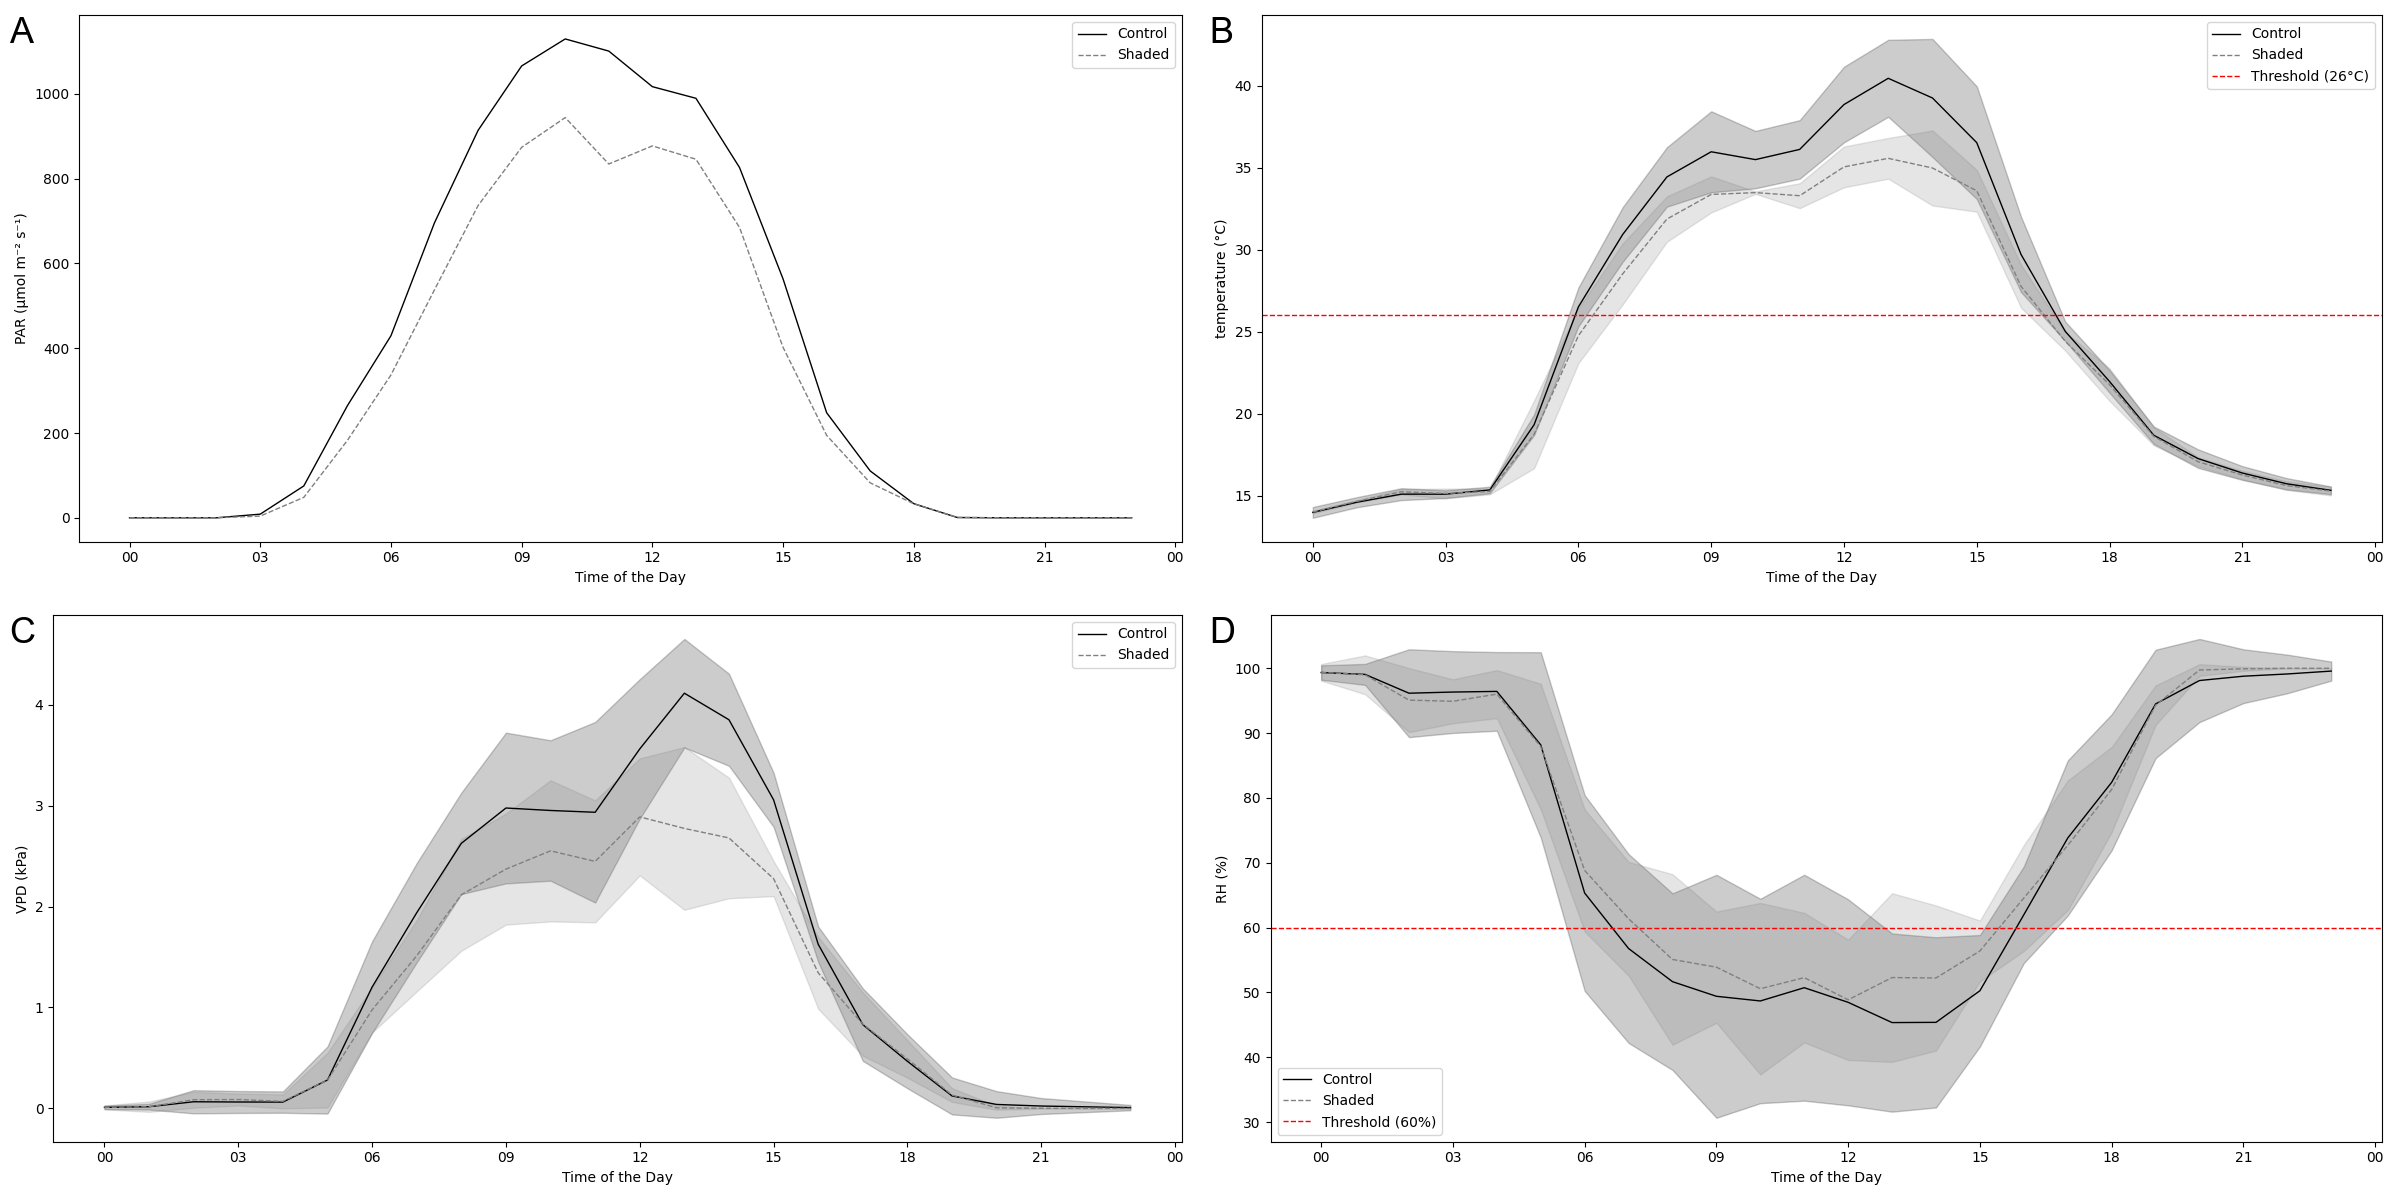 A
Control
Shaded
1000
800
600
400
200
0
PAR (µmol m⁻² s⁻¹)
00 03 06 09 12 15 18 21 00
Time of the Day
B
Control
Shaded
Threshold (26°C)
40
35
30
25
20
15
temperature (°C)
00 03 06 09 12 15 18 21 00
Time of the Day
C
Control
Shaded
4
3
2
1
0
VPD (kPa)
00 03 06 09 12 15 18 21 00
Time of the Day
D
100
90
80
70
60
50
40
30
RH (%)
Control
Shaded
Threshold (60%)
00 03 06 09 12 15 18 21 00
Time of the Day